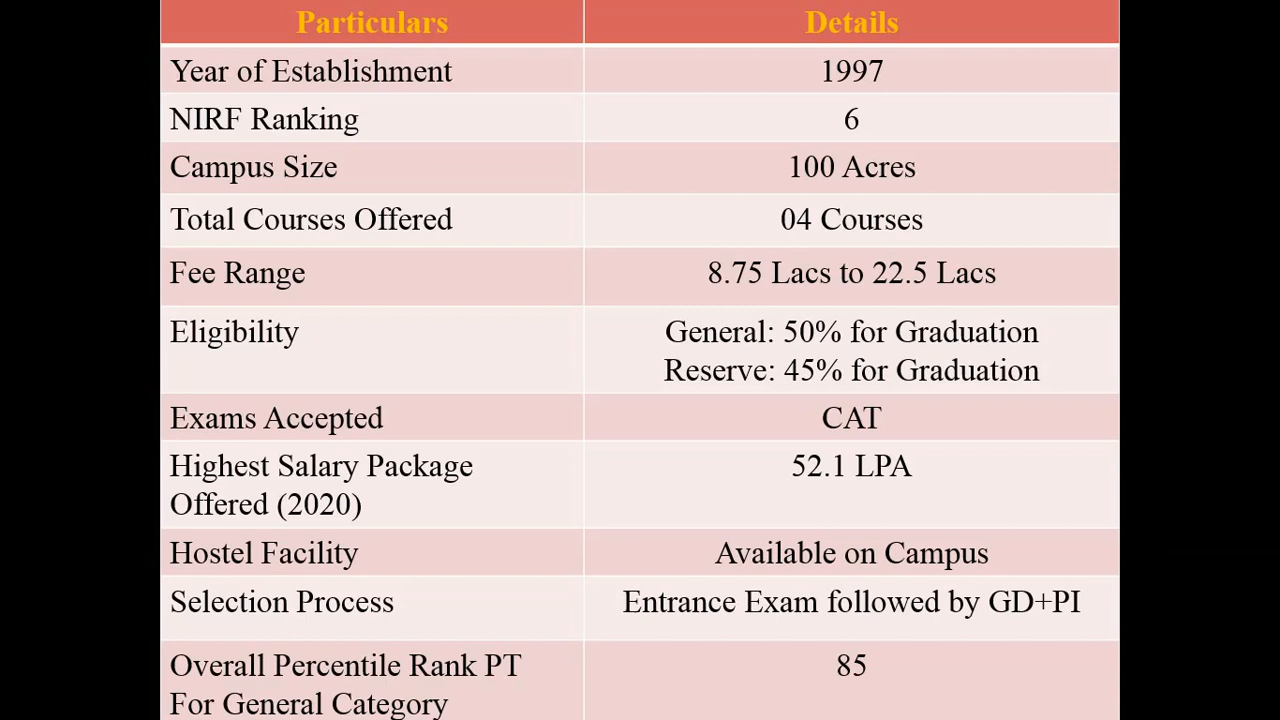 Particulars Details
Year of Establishment 1997
NIRF Ranking 6
Campus Size 100 Acres
Total Courses Offered 04 Courses
Fee Range 8.75 Lacs to 22.5 Lacs
Eligibility General: 50% for Graduation
Reserve: 45% for Graduation
Exams Accepted CAT
Highest Salary Package 52.1 LPA
Offered (2020)
Hostel Facility Available on Campus
Selection Process Entrance Exam followed by GD+PI
Overall Percentile Rank PT 85
For General Category